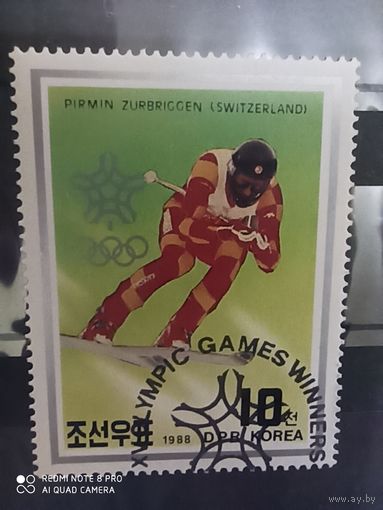 PIRMIN ZURBRIGGEN (SWITZERLAND)
XV OLYMPIC GAMES WINNERS
10 전
조선우표 1988 DPR KOREA
REDMI NOTE 8 PRO
AI QUAD CAMERA
www.ay.by